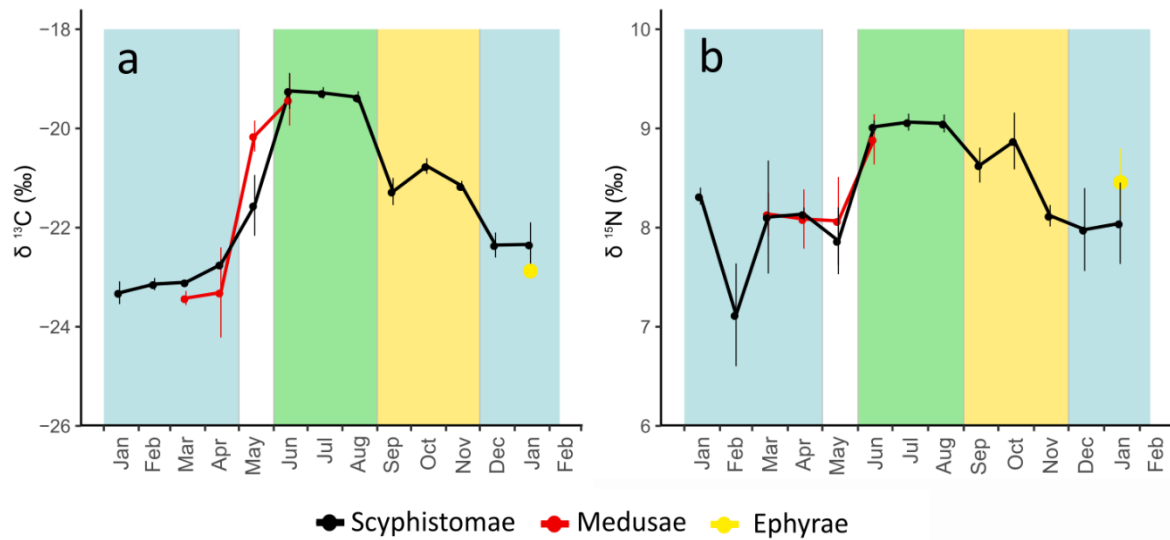 a
δ ¹³C (‰)
−18
−20
−22
−24
−26
Jan Feb Mar Apr May Jun Jul Aug Sep Oct Nov Dec Jan Feb
b
δ ¹⁵N (‰)
10
9
8
7
6
Jan Feb Mar Apr May Jun Jul Aug Sep Oct Nov Dec Jan Feb
Scyphistomae Medusae Ephyrae